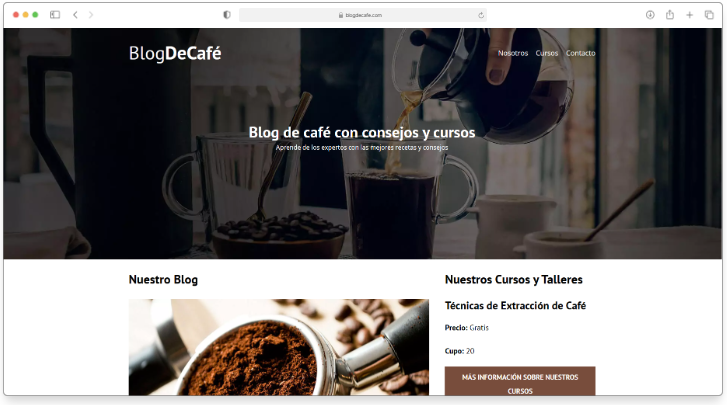 blogdecafe.com
BlogDeCafé
Nosotros Cursos Contacto
Blog de café con consejos y cursos
Aprende de los expertos con las mejores recetas y consejos
Nuestro Blog
Nuestros Cursos y Talleres
Técnicas de Extracción de Café
Precio: Gratis
Cupo: 20
MÁS INFORMACIÓN SOBRE NUESTROS
CURSOS